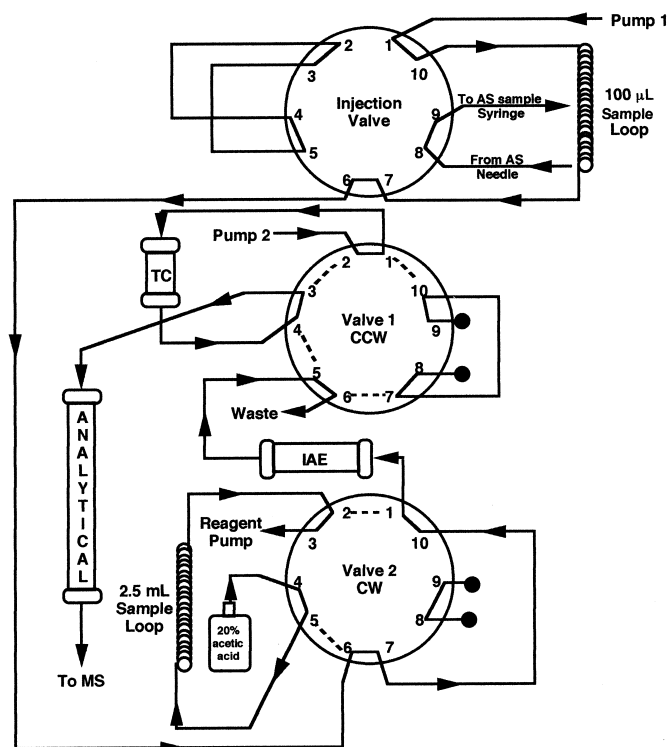 Pump 1
1
2
3
10
Injection
Valve
4
9
To AS sample
Syringe
100 µL
Sample
Loop
5
8
From AS
Needle
6
7
Pump 2
2
1
TC
3
10
Valve 1
CCW
4
9
5
8
6
7
Waste
ANALYTICAL
IAE
2
1
Reagent
Pump
3
10
Valve 2
CW
4
9
2.5 mL
Sample
Loop
5
8
20%
acetic
acid
6
7
To MS